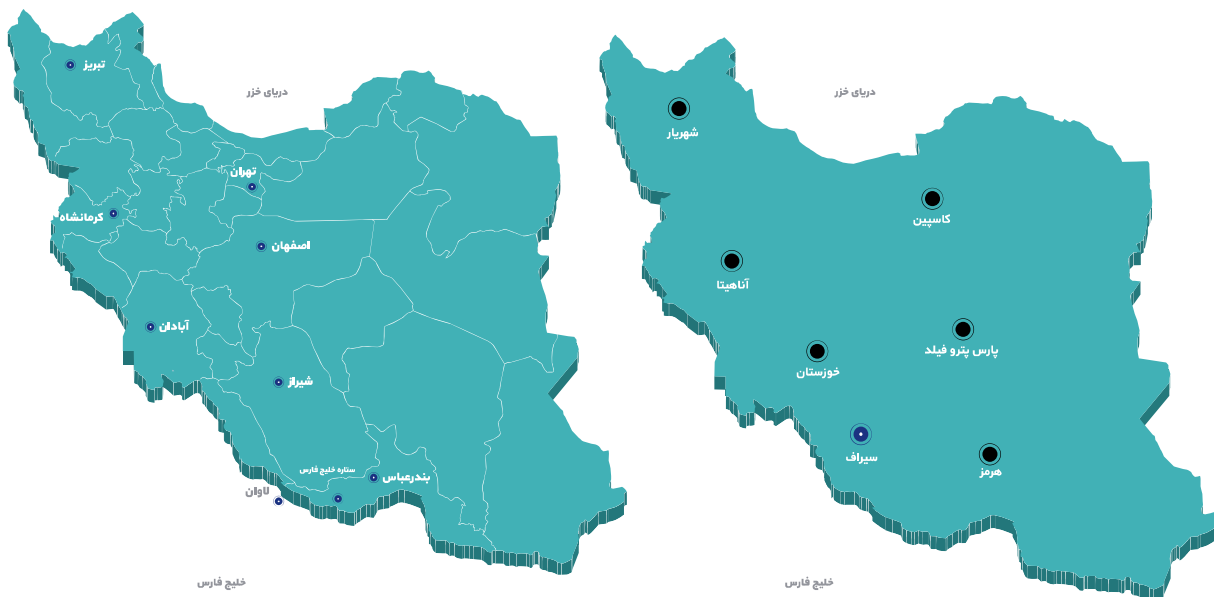 تبریز
دریای خزر
تهران
کرمانشاه
اصفهان
آبادان
شیراز
ستاره خلیج فارس
بندرعباس
لاوان
خلیج فارس
دریای خزر
شهریار
کاسپین
آناهیتا
پارس پترو فیلد
خوزستان
سیراف
هرمز
خلیج فارس